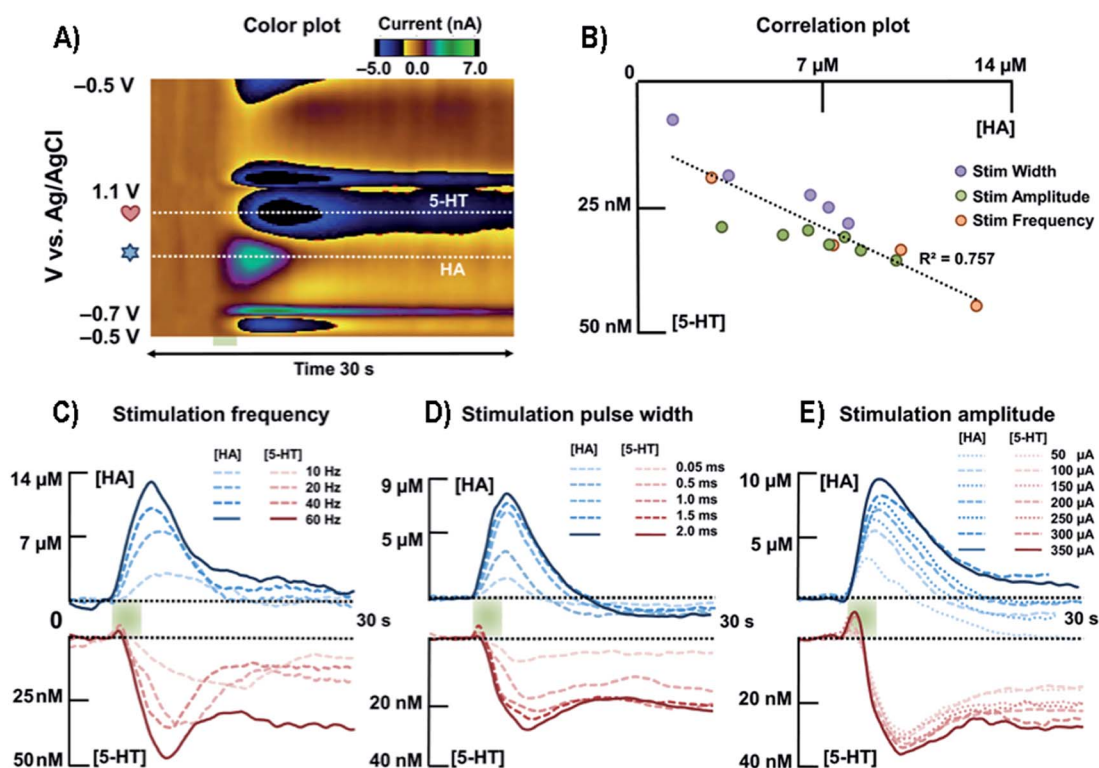 A)
Color plot
Current (nA)
−5.0 0.0 7.0
−0.5 V
1.1 V
−0.7 V
−0.5 V
V vs. Ag/AgCl
5-HT
HA
Time 30 s
B)
Correlation plot
0
7 µM
14 µM
[HA]
25 nM
50 nM
[5-HT]
Stim Width
Stim Amplitude
Stim Frequency
R² = 0.757
C)
Stimulation frequency
[HA] [5-HT]
10 Hz
20 Hz
40 Hz
60 Hz
14 µM
[HA]
7 µM
0
30 s
25 nM
50 nM
[5-HT]
D)
Stimulation pulse width
[HA] [5-HT]
0.05 ms
0.5 ms
1.0 ms
1.5 ms
2.0 ms
9 µM
[HA]
5 µM
30 s
20 nM
40 nM
[5-HT]
E)
Stimulation amplitude
[HA] [5-HT]
50 µA
100 µA
150 µA
200 µA
250 µA
300 µA
350 µA
10 µM
[HA]
5 µM
30 s
20 nM
40 nM
[5-HT]